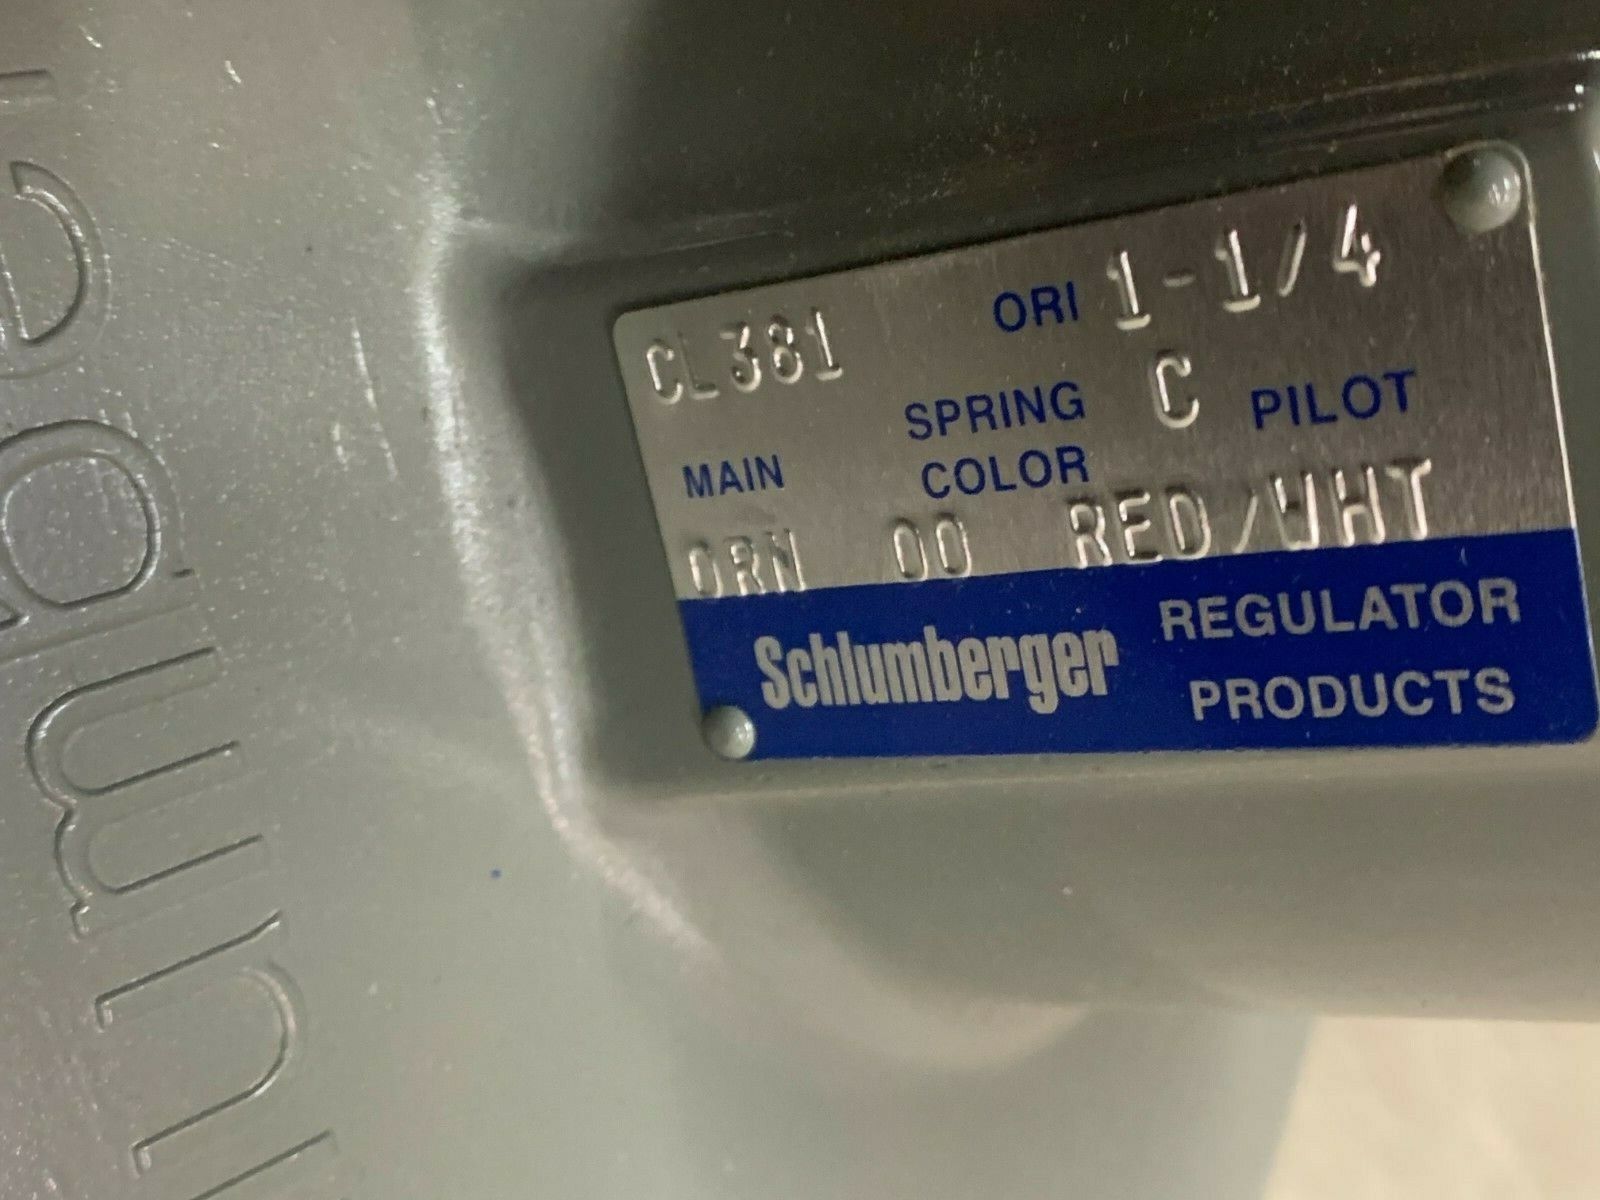 CL381 ORI 1-1/4
SPRING C PILOT
MAIN COLOR
ORN 00 RED/WHT
Schlumberger REGULATOR
PRODUCTS